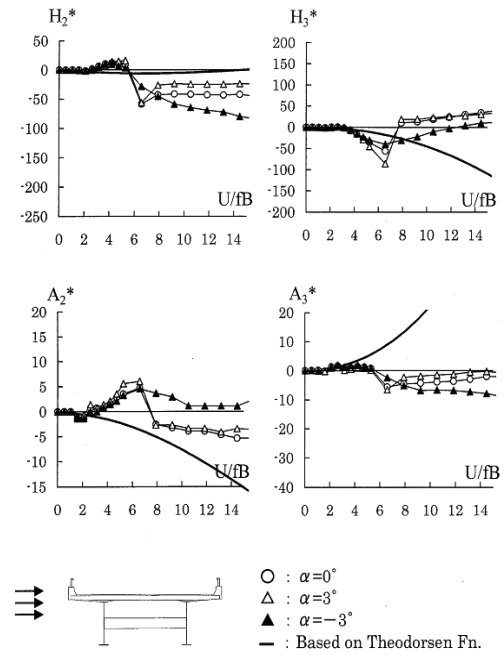 H₂*
50
0
-50
-100
-150
-200
-250
U/fB
0 2 4 6 8 10 12 14
H₃*
200
150
100
50
0
-50
-100
-150
-200
U/fB
0 2 4 6 8 10 12 14
A₂*
20
15
10
5
0
-5
-10
-15
U/fB
0 2 4 6 8 10 12 14
A₃*
20
10
0
-10
-20
-30
-40
U/fB
0 2 4 6 8 10 12 14
: α=0°
: α=3°
: α=−3°
: Based on Theodorsen Fn.